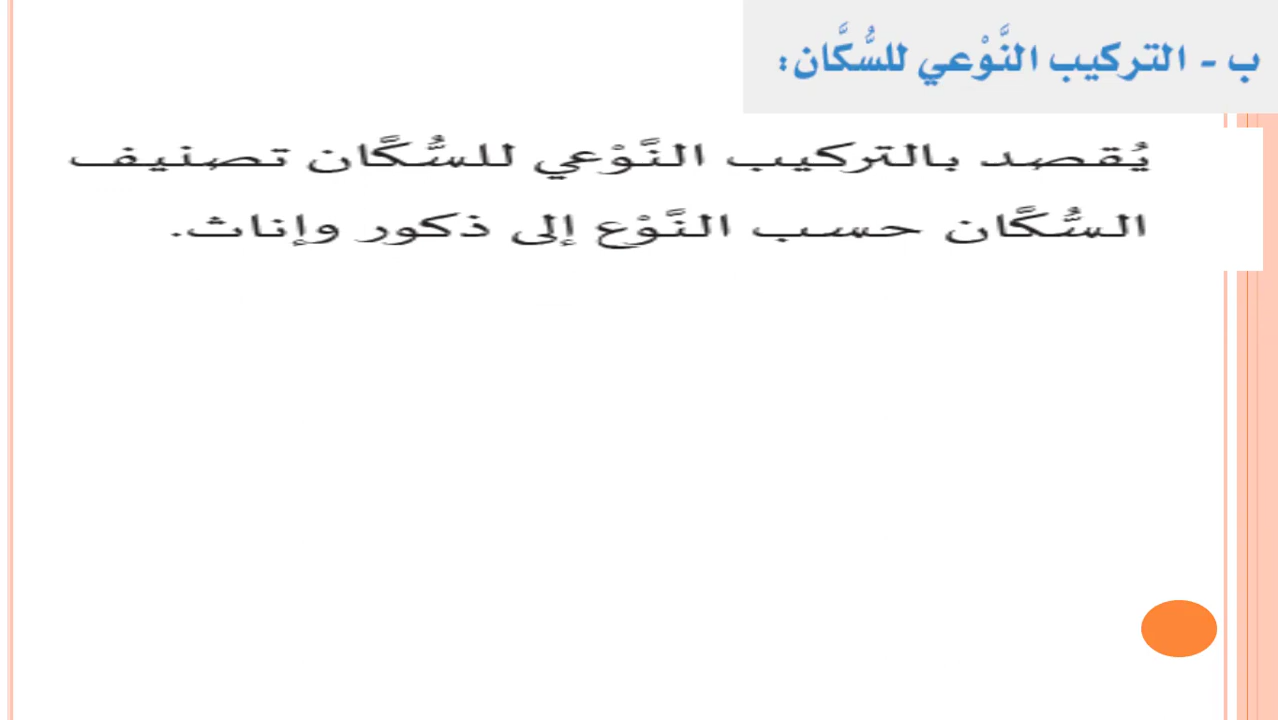 ب - التركيب النَّوْعي للسُّكَّان:
يُقصد بالتركيب النَّوْعي للسُّكَّان تصنيف
السُّكَّان حسب النَّوْع إلى ذكور وإناث.